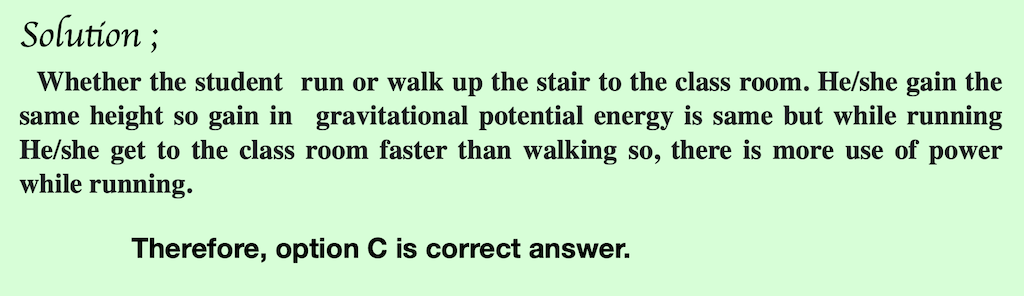 Solution ;
Whether the student run or walk up the stair to the class room. He/she gain the
same height so gain in gravitational potential energy is same but while running
He/she get to the class room faster than walking so, there is more use of power
while running.
Therefore, option C is correct answer.